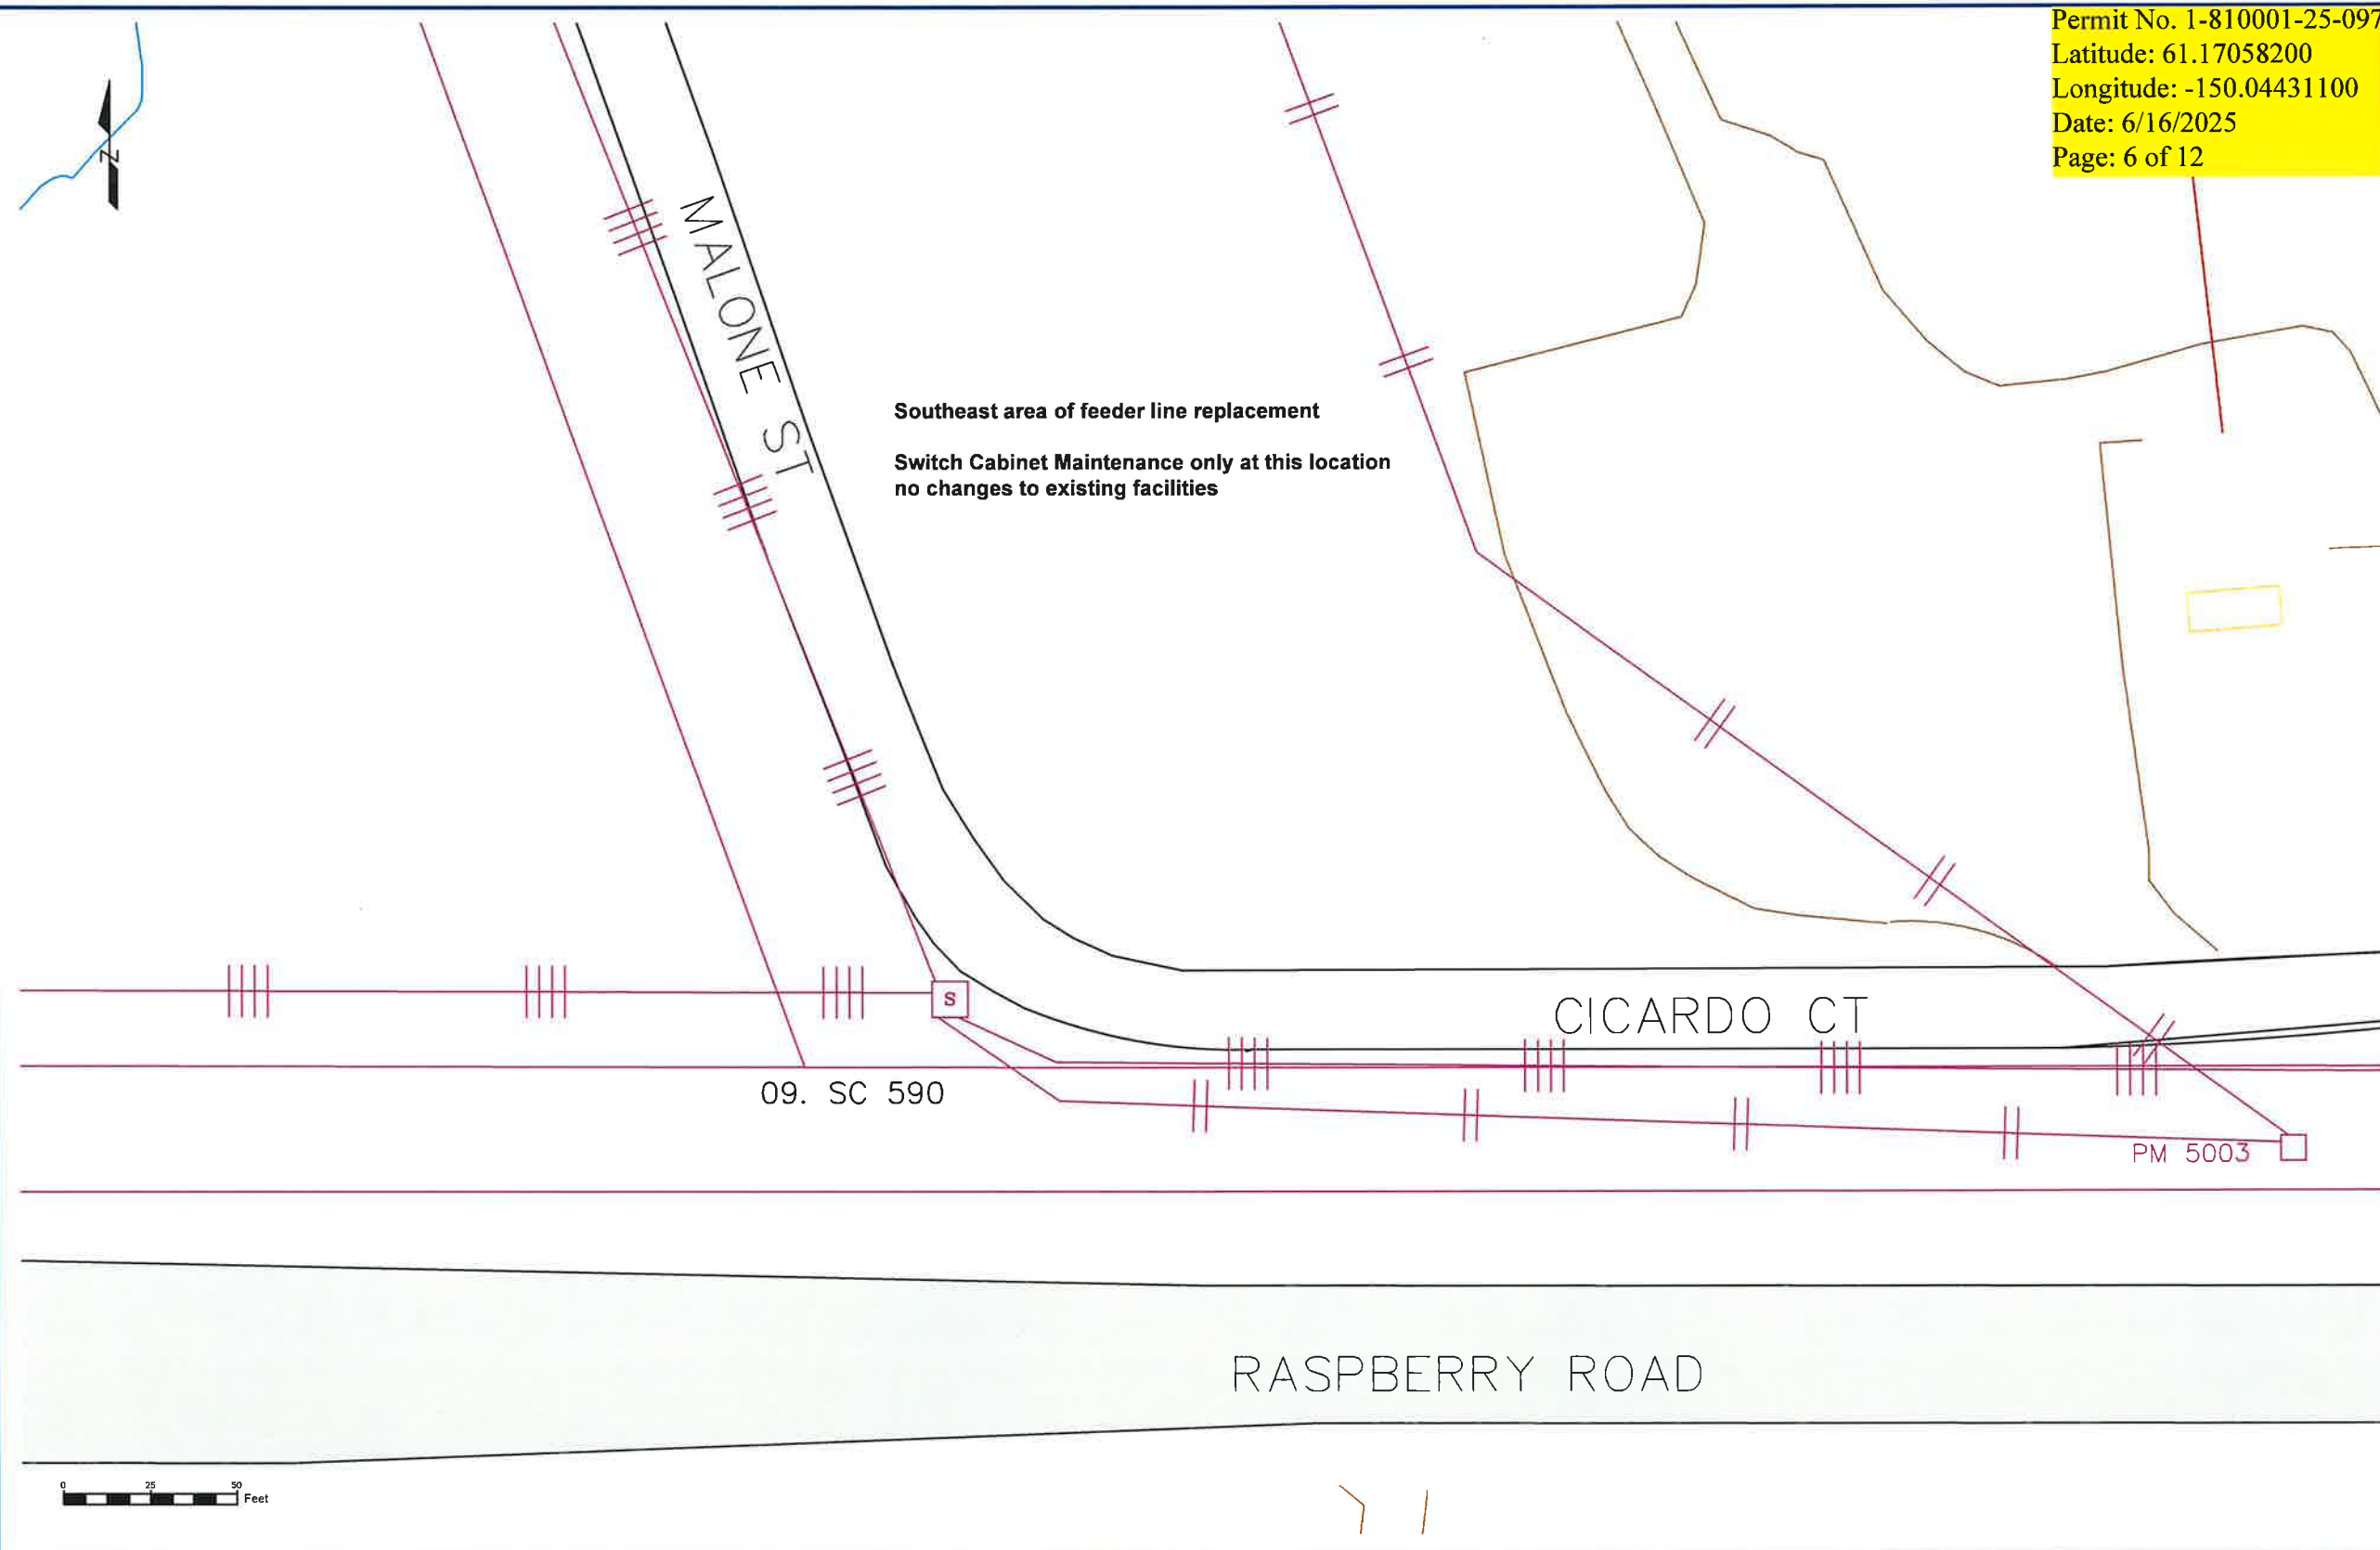 Permit No. 1-810001-25-097
Latitude: 61.17058200
Longitude: -150.04431100
Date: 6/16/2025
Page: 6 of 12
N
MALONE ST
Southeast area of feeder line replacement
Switch Cabinet Maintenance only at this location
no changes to existing facilities
S
CICARDO CT
09. SC 590
PM 5003
RASPBERRY ROAD
0 25 50
Feet